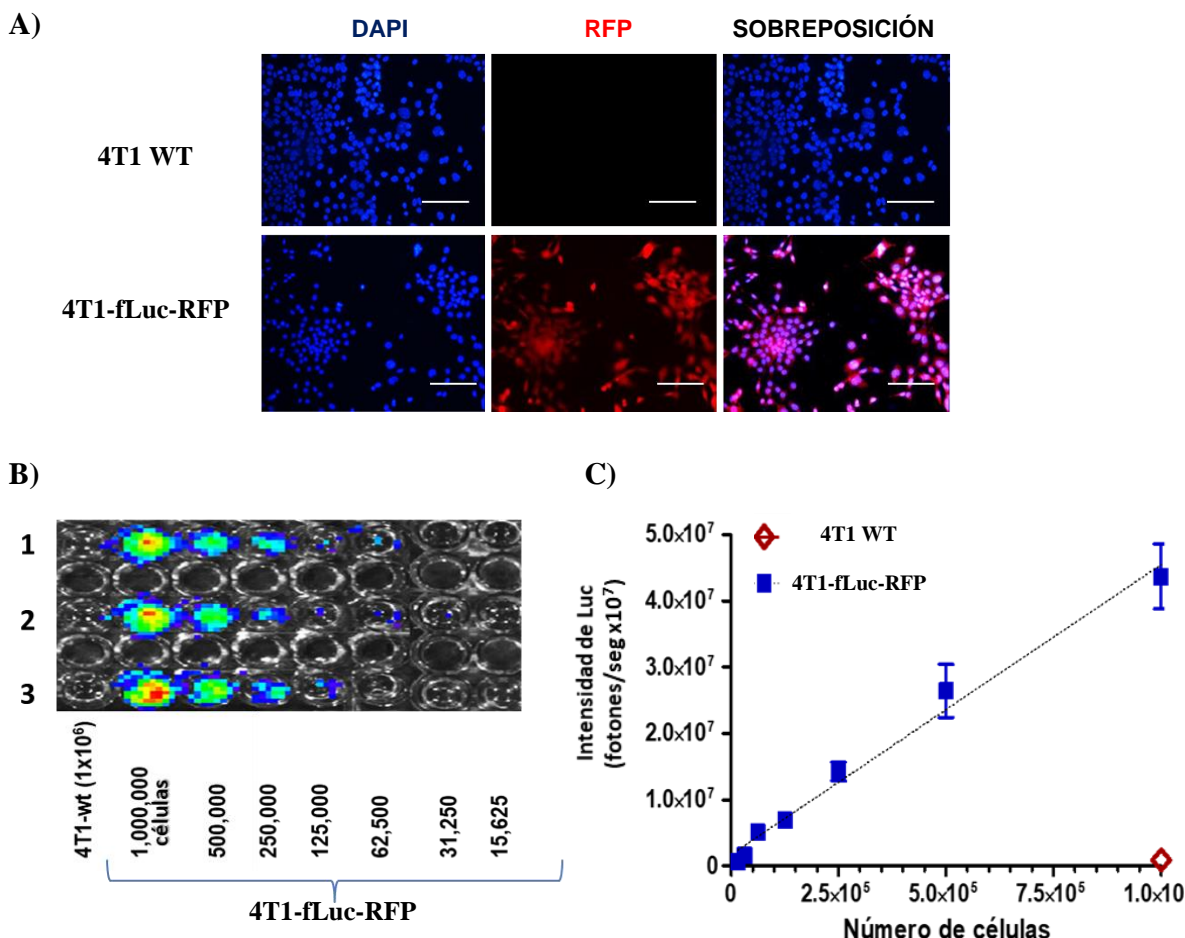 A)
DAPI
RFP
SOBREPOSICIÓN
4T1 WT
4T1-fLuc-RFP
B)
1
2
3
4T1-wt (1x10⁶)
1,000,000
células
500,000
250,000
125,000
62,500
31,250
15,625
4T1-fLuc-RFP
C)
Intensidad de Luc
(fotones/seg x10⁷)
5.0x10⁷
4.0x10⁷
3.0x10⁷
2.0x10⁷
1.0x10⁷
0
4T1 WT
4T1-fLuc-RFP
0
2.5x10⁵
5.0x10⁵
7.5x10⁵
1.0x10
Número de células